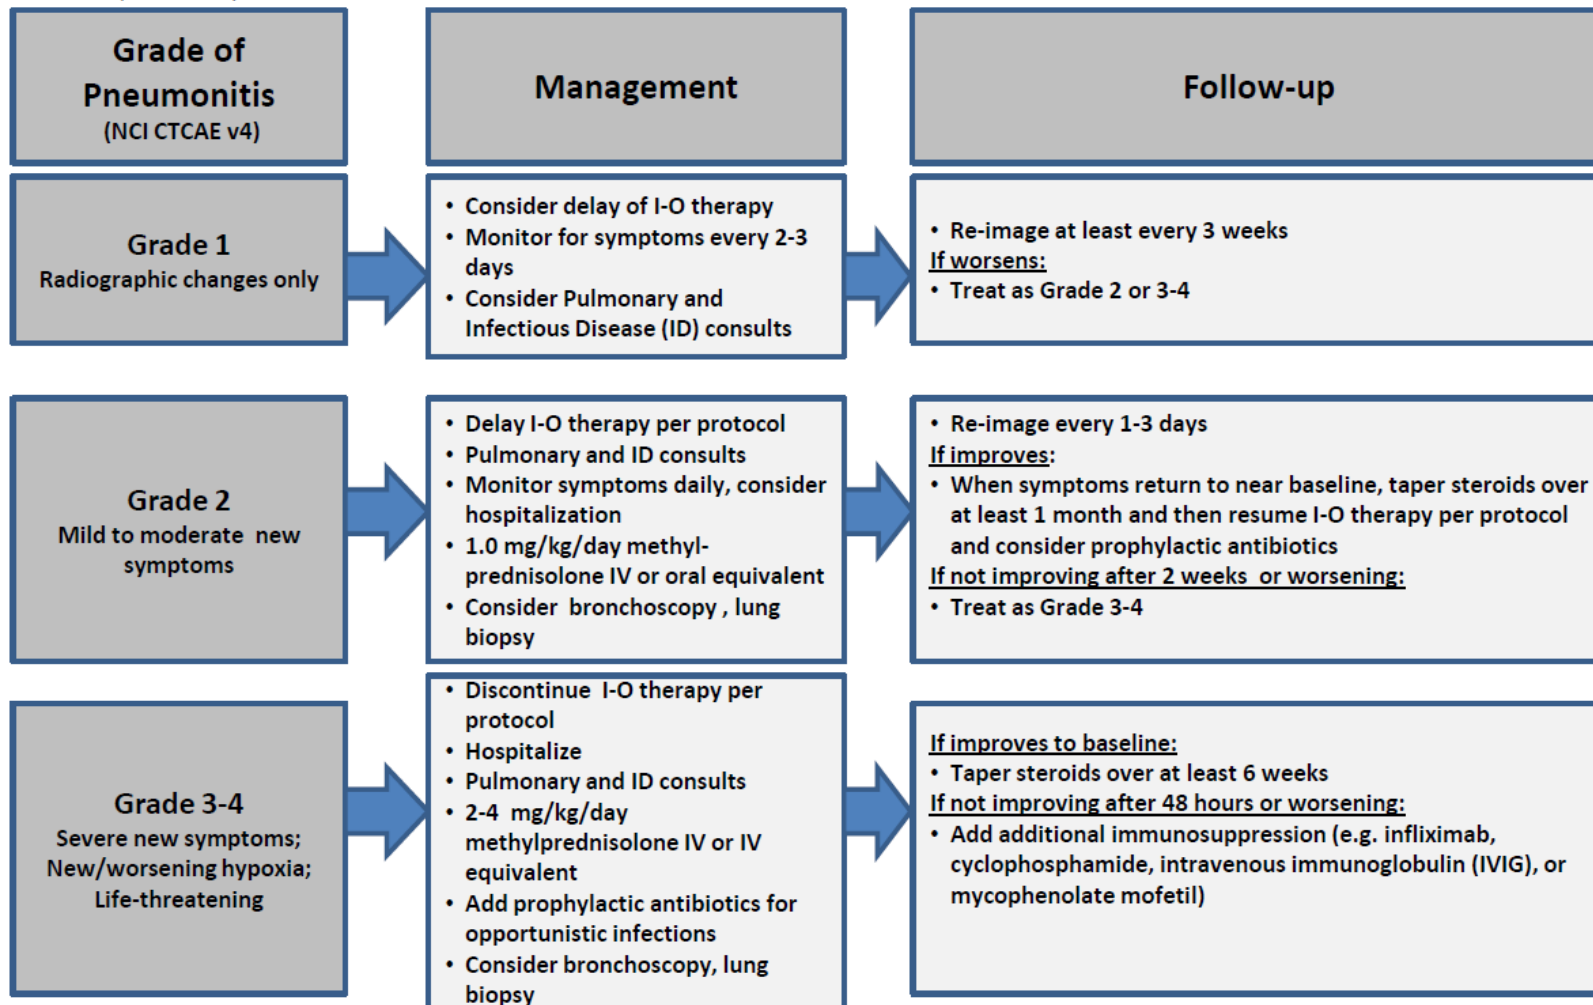 Grade of
Pneumonitis
(NCI CTCAE v4)
Management
Follow-up
Grade 1
Radiographic changes only
• Consider delay of I-O therapy
• Monitor for symptoms every 2-3
days
• Consider Pulmonary and
Infectious Disease (ID) consults
• Re-image at least every 3 weeks
If worsens:
• Treat as Grade 2 or 3-4
Grade 2
Mild to moderate new
symptoms
• Delay I-O therapy per protocol
• Pulmonary and ID consults
• Monitor symptoms daily, consider
hospitalization
• 1.0 mg/kg/day methyl-
prednisolone IV or oral equivalent
• Consider bronchoscopy , lung
biopsy
• Re-image every 1-3 days
If improves:
• When symptoms return to near baseline, taper steroids over
at least 1 month and then resume I-O therapy per protocol
and consider prophylactic antibiotics
If not improving after 2 weeks or worsening:
• Treat as Grade 3-4
Grade 3-4
Severe new symptoms;
New/worsening hypoxia;
Life-threatening
• Discontinue I-O therapy per
protocol
• Hospitalize
• Pulmonary and ID consults
• 2-4 mg/kg/day
methylprednisolone IV or IV
equivalent
• Add prophylactic antibiotics for
opportunistic infections
• Consider bronchoscopy, lung
biopsy
If improves to baseline:
• Taper steroids over at least 6 weeks
If not improving after 48 hours or worsening:
• Add additional immunosuppression (e.g. infliximab,
cyclophosphamide, intravenous immunoglobulin (IVIG), or
mycophenolate mofetil)